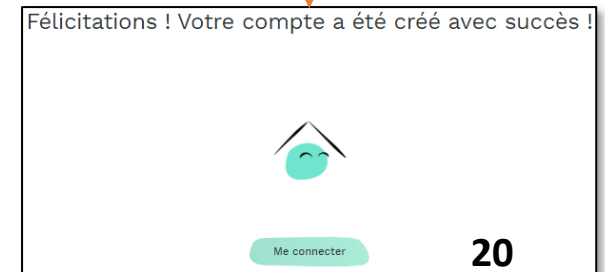 Félicitations ! Votre compte a été créé avec succès !
Me connecter
20